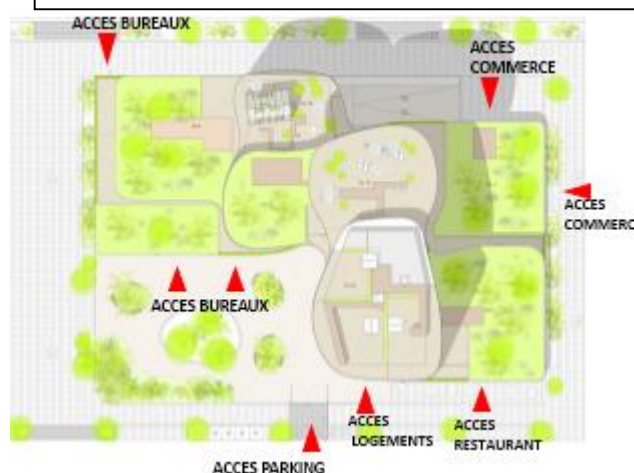 ACCES BUREAUX
ACCES
COMMERCE
ACCES
COMMERC
ACCES BUREAUX
ACCES
LOGEMENTS
ACCES
RESTAURANT
ACCES PARKING